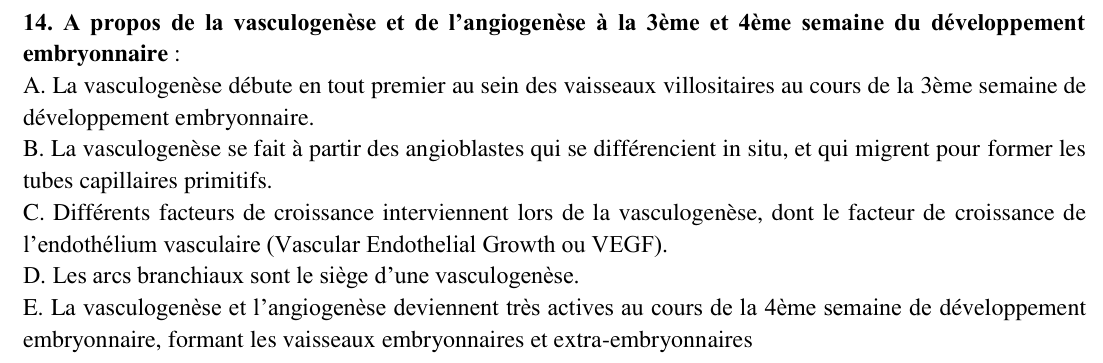 14. A propos de la vasculogenèse et de l’angiogenèse à la 3ème et 4ème semaine du développement
embryonnaire :
A. La vasculogenèse débute en tout premier au sein des vaisseaux villositaires au cours de la 3ème semaine de
développement embryonnaire.
B. La vasculogenèse se fait à partir des angioblastes qui se différencient in situ, et qui migrent pour former les
tubes capillaires primitifs.
C. Différents facteurs de croissance interviennent lors de la vasculogenèse, dont le facteur de croissance de
l’endothélium vasculaire (Vascular Endothelial Growth ou VEGF).
D. Les arcs branchiaux sont le siège d’une vasculogenèse.
E. La vasculogenèse et l’angiogenèse deviennent très actives au cours de la 4ème semaine de développement
embryonnaire, formant les vaisseaux embryonnaires et extra-embryonnaires